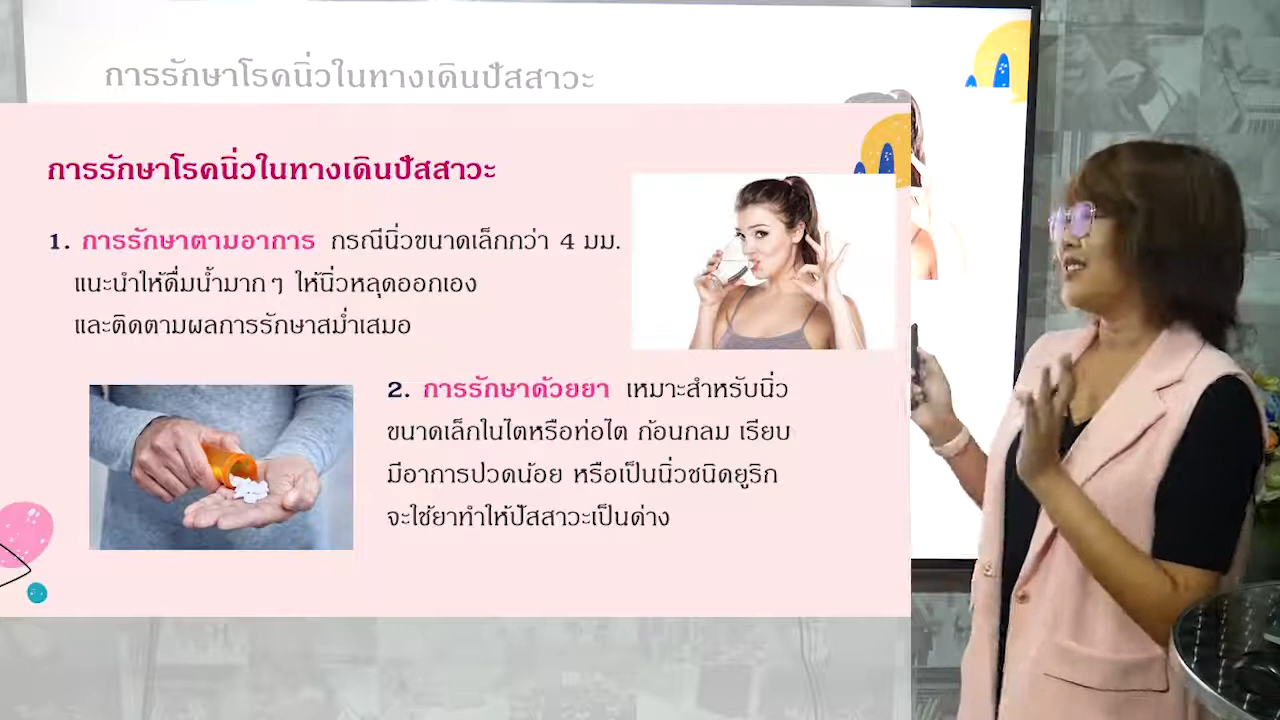 การรักษาโรคนิ่วในทางเดินปัสสาวะ
การรักษาโรคนิ่วในทางเดินปัสสาวะ
1. การรักษาตามอาการ กรณีนิ่วขนาดเล็กกว่า 4 มม.
แนะนำให้ดื่มน้ำมาก ๆ ให้นิ่วหลุดออกเอง
และติดตามผลการรักษาสม่ำเสมอ
2. การรักษาด้วยยา เหมาะสำหรับนิ่ว
ขนาดเล็กในไตหรือท่อไต ก้อนกลม เรียบ
มีอาการปวดน้อย หรือเป็นนิ่วชนิดยูริก
จะใช้ยาทำให้ปัสสาวะเป็นด่าง